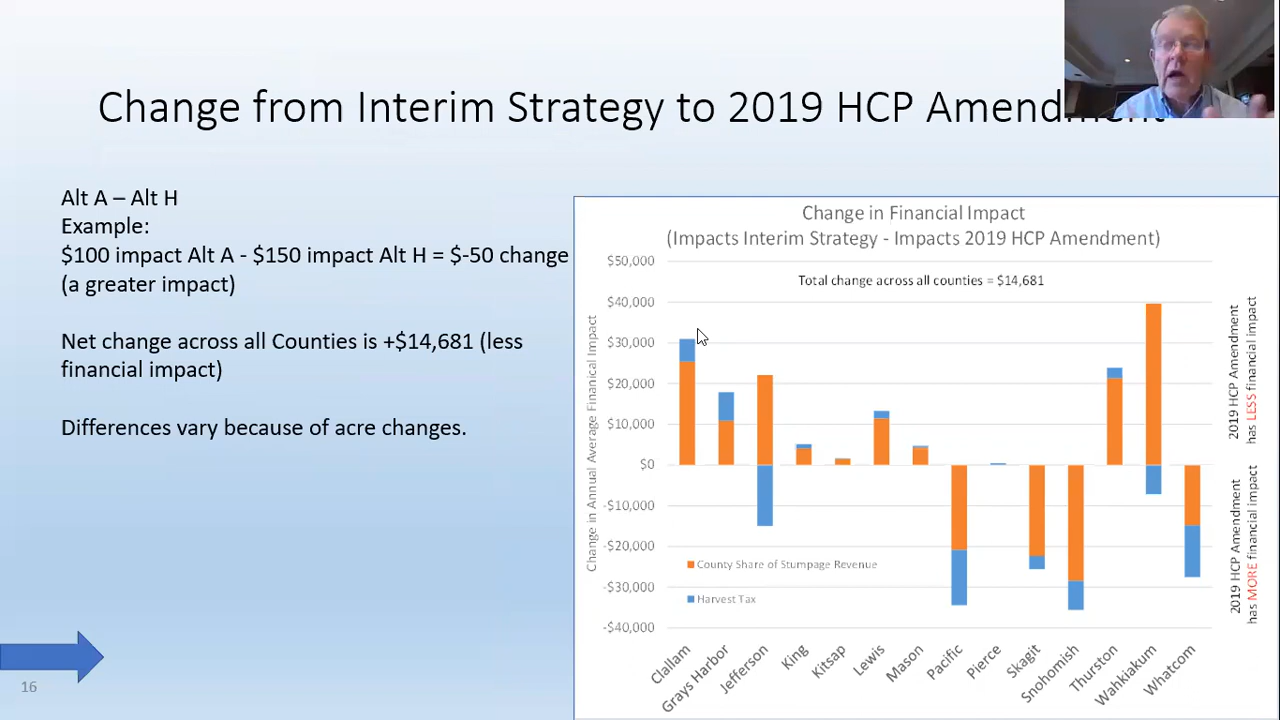 Change from Interim Strategy to 2019 HCP Amendment
Alt A – Alt H
Example:
$100 impact Alt A - $150 impact Alt H = $-50 change
(a greater impact)
Net change across all Counties is +$14,681 (less
financial impact)
Differences vary because of acre changes.
16
Change in Financial Impact
(Impacts Interim Strategy - Impacts 2019 HCP Amendment)
Total change across all counties = $14,681
Change in Annual Average Finanical Impact
$50,000
$40,000
$30,000
$20,000
$10,000
$0
-$10,000
-$20,000
-$30,000
-$40,000
County Share of Stumpage Revenue
Harvest Tax
Clallam
Grays Harbor
Jefferson
King
Kitsap
Lewis
Mason
Pacific
Pierce
Skagit
Snohomish
Thurston
Wahkiakum
Whatcom
2019 HCP Amendment
has LESS financial impact
2019 HCP Amendment
has MORE financial impact